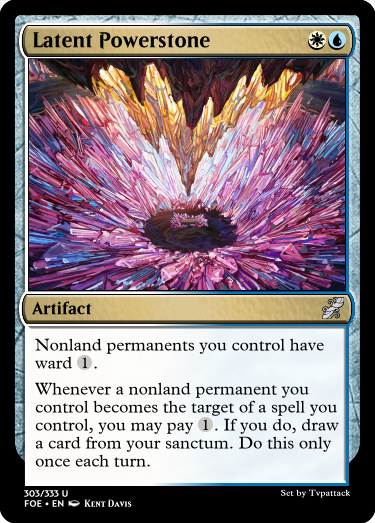 Latent Powerstone
Artifact
Nonland permanents you control have
ward 1.
Whenever a nonland permanent you
control becomes the target of a spell you
control, you may pay 1. If you do, draw
a card from your sanctum. Do this only
once each turn.
303/333 U
FOE • EN Kent Davis
Set by Tvpattack